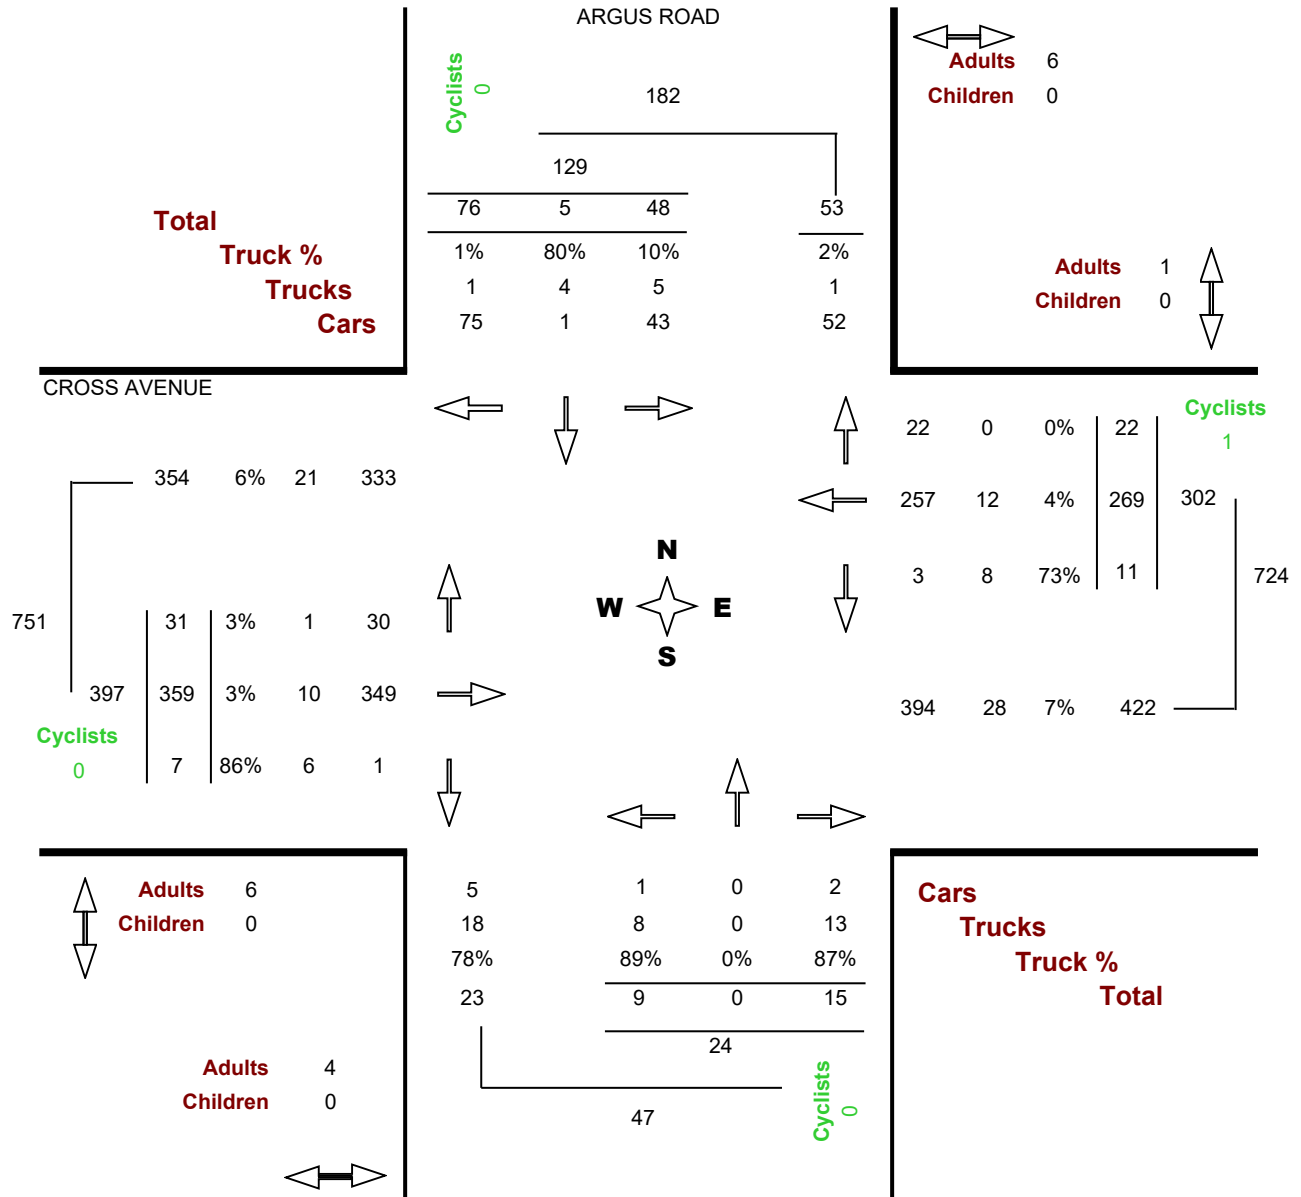 ARGUS ROAD
Cyclists
0
182
Adults 6
Children 0
129
76 5 48 53
1% 80% 10% 2%
1 4 5 1
75 1 43 52
Total
Truck %
Trucks
Cars
Adults 1
Children 0
CROSS AVENUE
Cyclists
1
22 0 0% 22
354 6% 21 333
257 12 4% 269 302
N
W E
S
3 8 73% 11
724
751
31 3% 1 30
397 359 3% 10 349
394 28 7% 422
Cyclists
0
7 86% 6 1
Adults 6
Children 0
5 1 0 2
18 8 0 13
78% 89% 0% 87%
23 9 0 15
24
Cars
Trucks
Truck %
Total
Adults 4
Children 0
47
Cyclists
0